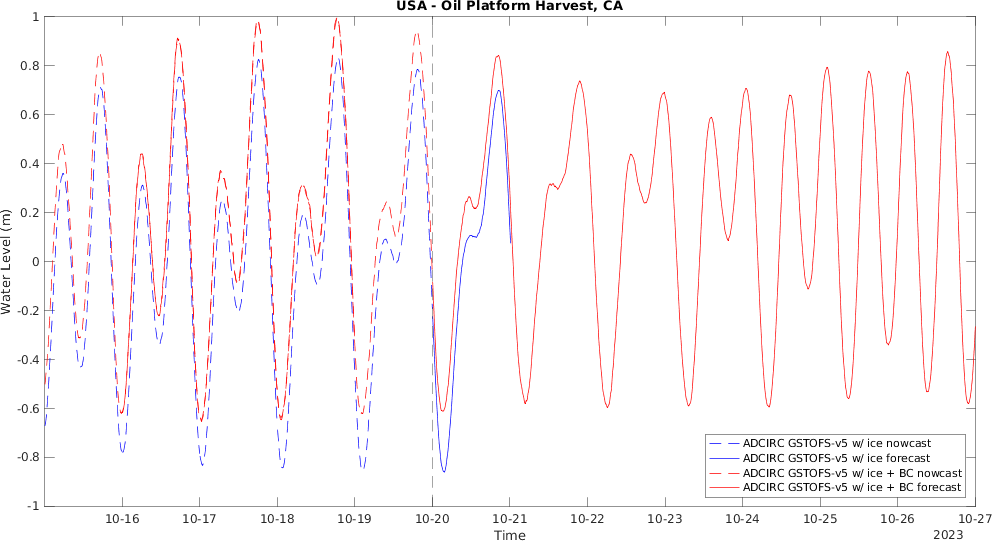 USA - Oil Platform Harvest, CA
Water Level (m)
1
0.8
0.6
0.4
0.2
0
-0.2
-0.4
-0.6
-0.8
-1
10-16 10-17 10-18 10-19 10-20 10-21 10-22 10-23 10-24 10-25 10-26 10-27
Time
2023
ADCIRC GSTOFS-v5 w/ ice nowcast
ADCIRC GSTOFS-v5 w/ ice forecast
ADCIRC GSTOFS-v5 w/ ice + BC nowcast
ADCIRC GSTOFS-v5 w/ ice + BC forecast